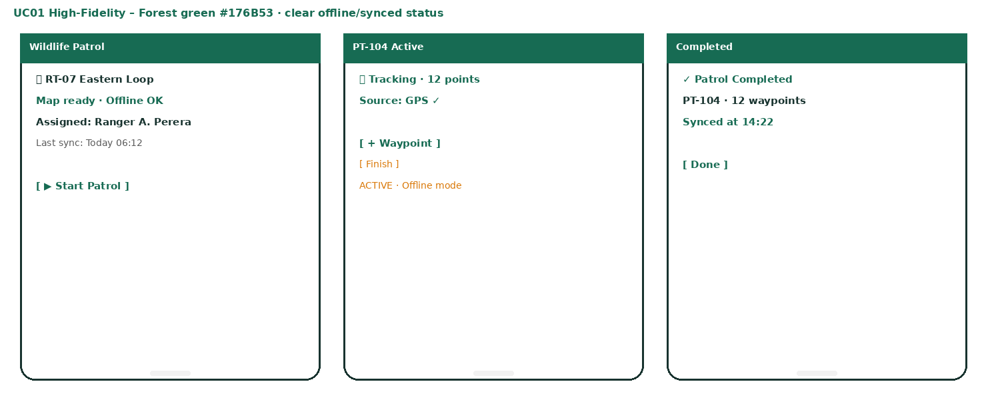 UC01 High-Fidelity – Forest green #176B53 · clear offline/synced status
Wildlife Patrol
RT-07 Eastern Loop
Map ready · Offline OK
Assigned: Ranger A. Perera
Last sync: Today 06:12
[ ▶ Start Patrol ]
PT-104 Active
Tracking · 12 points
Source: GPS ✓
[ + Waypoint ]
[ Finish ]
ACTIVE · Offline mode
Completed
✓ Patrol Completed
PT-104 · 12 waypoints
Synced at 14:22
[ Done ]